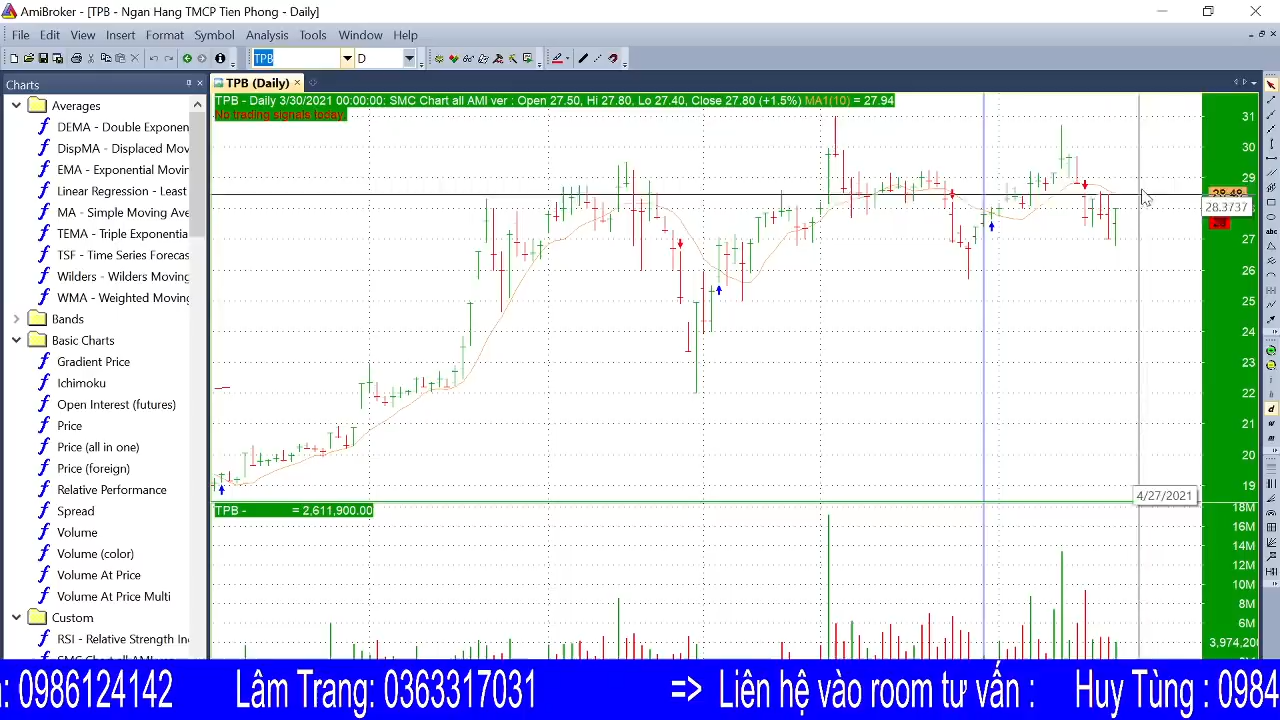 AmiBroker - [TPB - Ngan Hang TMCP Tien Phong - Daily]
File Edit View Insert Format Symbol Analysis Tools Window Help
TPB D
Charts
TPB (Daily)
Averages
DEMA - Double Exponen
DispMA - Displaced Mov
EMA - Exponential Movin
Linear Regression - Least
MA - Simple Moving Ave
TEMA - Triple Exponentia
TSF - Time Series Forecas
Wilders - Wilders Moving
WMA - Weighted Moving
Bands
Basic Charts
Gradient Price
Ichimoku
Open Interest (futures)
Price
Price (all in one)
Price (foreign)
Relative Performance
Spread
Volume
Volume (color)
Volume At Price
Volume At Price Multi
Custom
RSI - Relative Strength In
TPB - Daily 3/30/2021 00:00:00: SMC Chart all AMI ver : Open 27.50, Hi 27.80, Lo 27.40, Close 27.80 (+1.5%) MA1(10) = 27.94
No trading signals today.
31
30
29
28.48
28.3737
27
26
25
24
23
22
21
20
19
4/27/2021
TPB - = 2,611,900.00
18M
16M
14M
12M
10M
8M
6M
3,974,200
: 0986124142 Lâm Trang: 0363317031 => Liên hệ vào room tư vấn : Huy Tùng : 0984